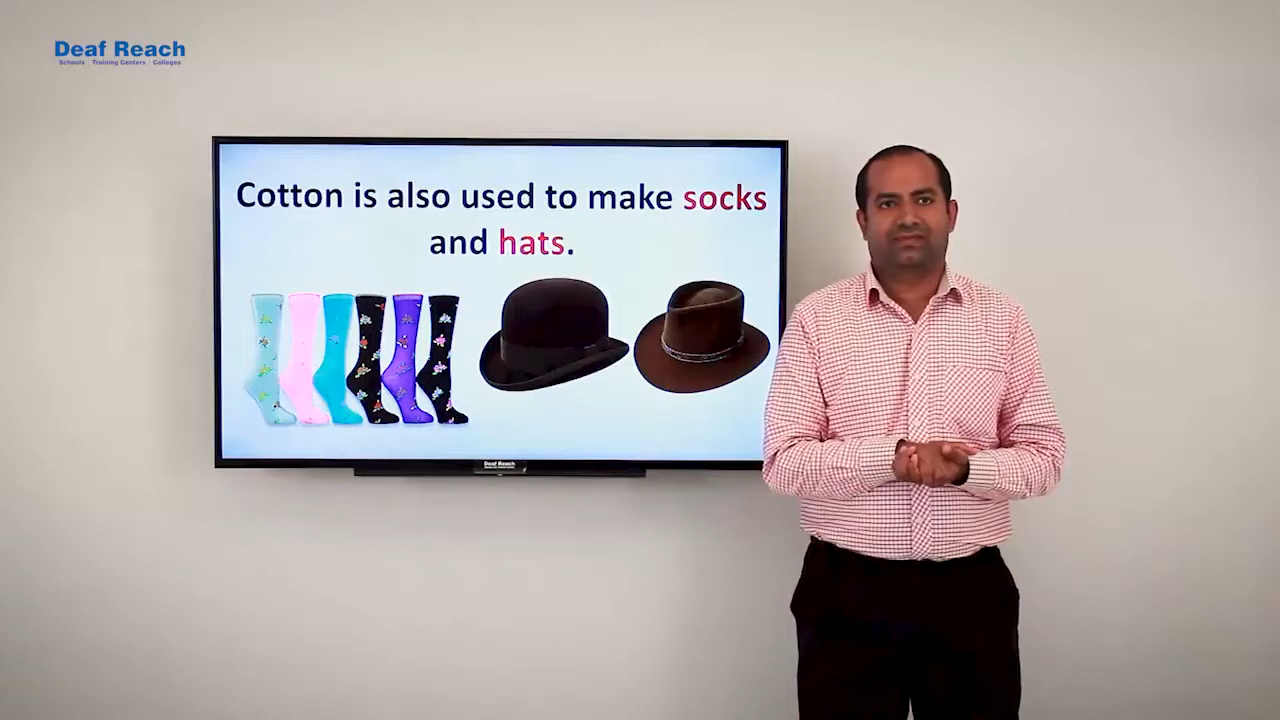 Deaf Reach
Schools | Training Centers | Colleges
Cotton is also used to make socks
and hats.
Deaf Reach